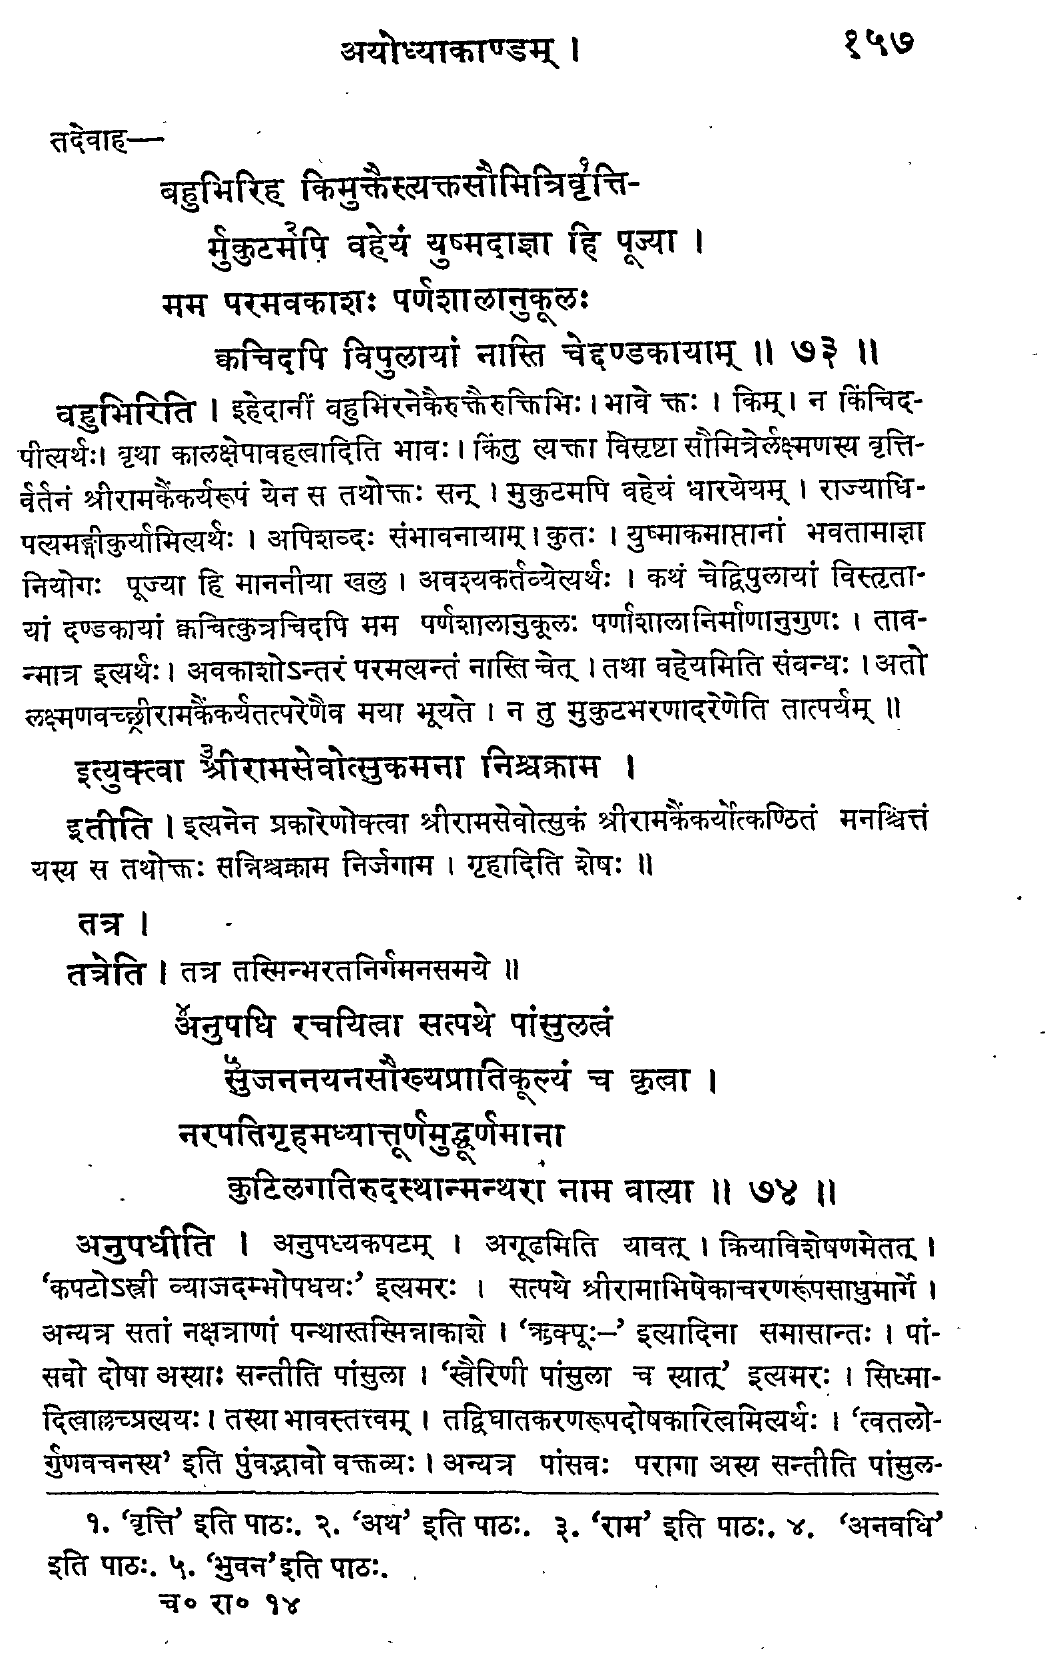 अयोध्याकाण्डम् । १५७
तदेवाह—
बहुभिरिह किमुक्तैस्त्यक्तसौमित्रिवृ१त्ति-
र्मुकुटम२पि वहेयं युष्मदाज्ञा हि पूज्या ।
मम परमवकाशः पर्णशालानुकूलः
क्वचिदपि विपुलायां नास्ति चेद्दण्डकायाम् ॥ ७३ ॥
बहुभिरिति । इहेदानीं बहुभिरनेकैरुक्तैरुक्तिभिः । भावे क्तः । किम् । न किंचिद-
पीत्यर्थः । वृथा कालक्षेपावहत्वादिति भावः । किंतु त्यक्ता विसृष्टा सौमित्रेर्लक्ष्मणस्य वृत्ति-
र्वर्तनं श्रीरामकैंकर्यरूपं येन स तथोक्तः सन् । मुकुटमपि वहेयं धारयेयम् । राज्याधि-
पत्यमङ्गीकुर्यामित्यर्थः । अपिशब्दः संभावनायाम् । कुतः । युष्माकमाप्तानां भवतामाज्ञा
नियोगः पूज्या हि माननीया खलु । अवश्यकर्तव्येत्यर्थः । कथं चेद्विपुलायां विस्तृता-
यां दण्डकायां क्वचित्कुत्रचिदपि मम पर्णशालानुकूलः पर्णाशालानिर्माणानुगुणः । ताव-
न्मात्र इत्यर्थः । अवकाशोऽन्तरं परमत्यन्तं नास्ति चेत् । तथा वहेयमिति संबन्धः । अतो
लक्ष्मणवच्छ्रीरामकैंकर्यतत्परेणैव मया भूयते । न तु मुकुटभरणादरेणेति तात्पर्यम् ॥
इत्युक्त्वा ३श्रीरामसेवोत्सुकमना निश्चक्राम ।
इतीति । इत्यनेन प्रकारेणोक्त्वा श्रीरामसेवोत्सुकं श्रीरामकैंकर्योत्कण्ठितं मनश्चित्तं
यस्य स तथोक्तः सन्निश्चक्राम निर्जगाम । गृहादिति शेषः ॥
तत्र ।
तत्रेति । तत्र तस्मिन्भरतनिर्गमनसमये ॥
४अनुपधि रचयित्वा सत्पथे पांसुलत्वं
५सुजननयनसौख्यप्रातिकूल्यं च कृत्वा ।
नरपतिगृहमध्यात्तूर्णमुद्घूर्णमाना
कुटिलगतिरुदस्थान्मन्थरा नाम वात्या ॥ ७४ ॥
अनुपधीति । अनुपध्यकपटम् । अगूढमिति यावत् । क्रियाविशेषणमेतत् ।
‘कपटोऽस्त्री व्याजदम्भोपधयः’ इत्यमरः । सत्पथे श्रीरामाभिषेकाचरणरूपसाधुमार्गे ।
अन्यत्र सतां नक्षत्राणां पन्थास्तस्मिन्नाकाशे । ‘ऋक्पूः–’ इत्यादिना समासान्तः । पां-
सवो दोषा अस्याः सन्तीति पांसुला । ‘स्वैरिणी पांसुला च स्यात्’ इत्यमरः । सिध्मा-
दित्वाल्लच्प्रत्ययः । तस्या भावस्तत्त्वम् । तद्विघातकरणरूपदोषकारित्वमित्यर्थः । ‘त्वतलो-
र्गुणवचनस्य’ इति पुंवद्भावो वक्तव्यः । अन्यत्र पांसवः परागा अस्य सन्तीति पांसुल-
१. ‘वृत्ति’ इति पाठः. २. ‘अथ’ इति पाठः. ३. ‘राम’ इति पाठः. ४. ‘अनवधि’
इति पाठः. ५. ‘भुवन’ इति पाठः.
च० रा० १४